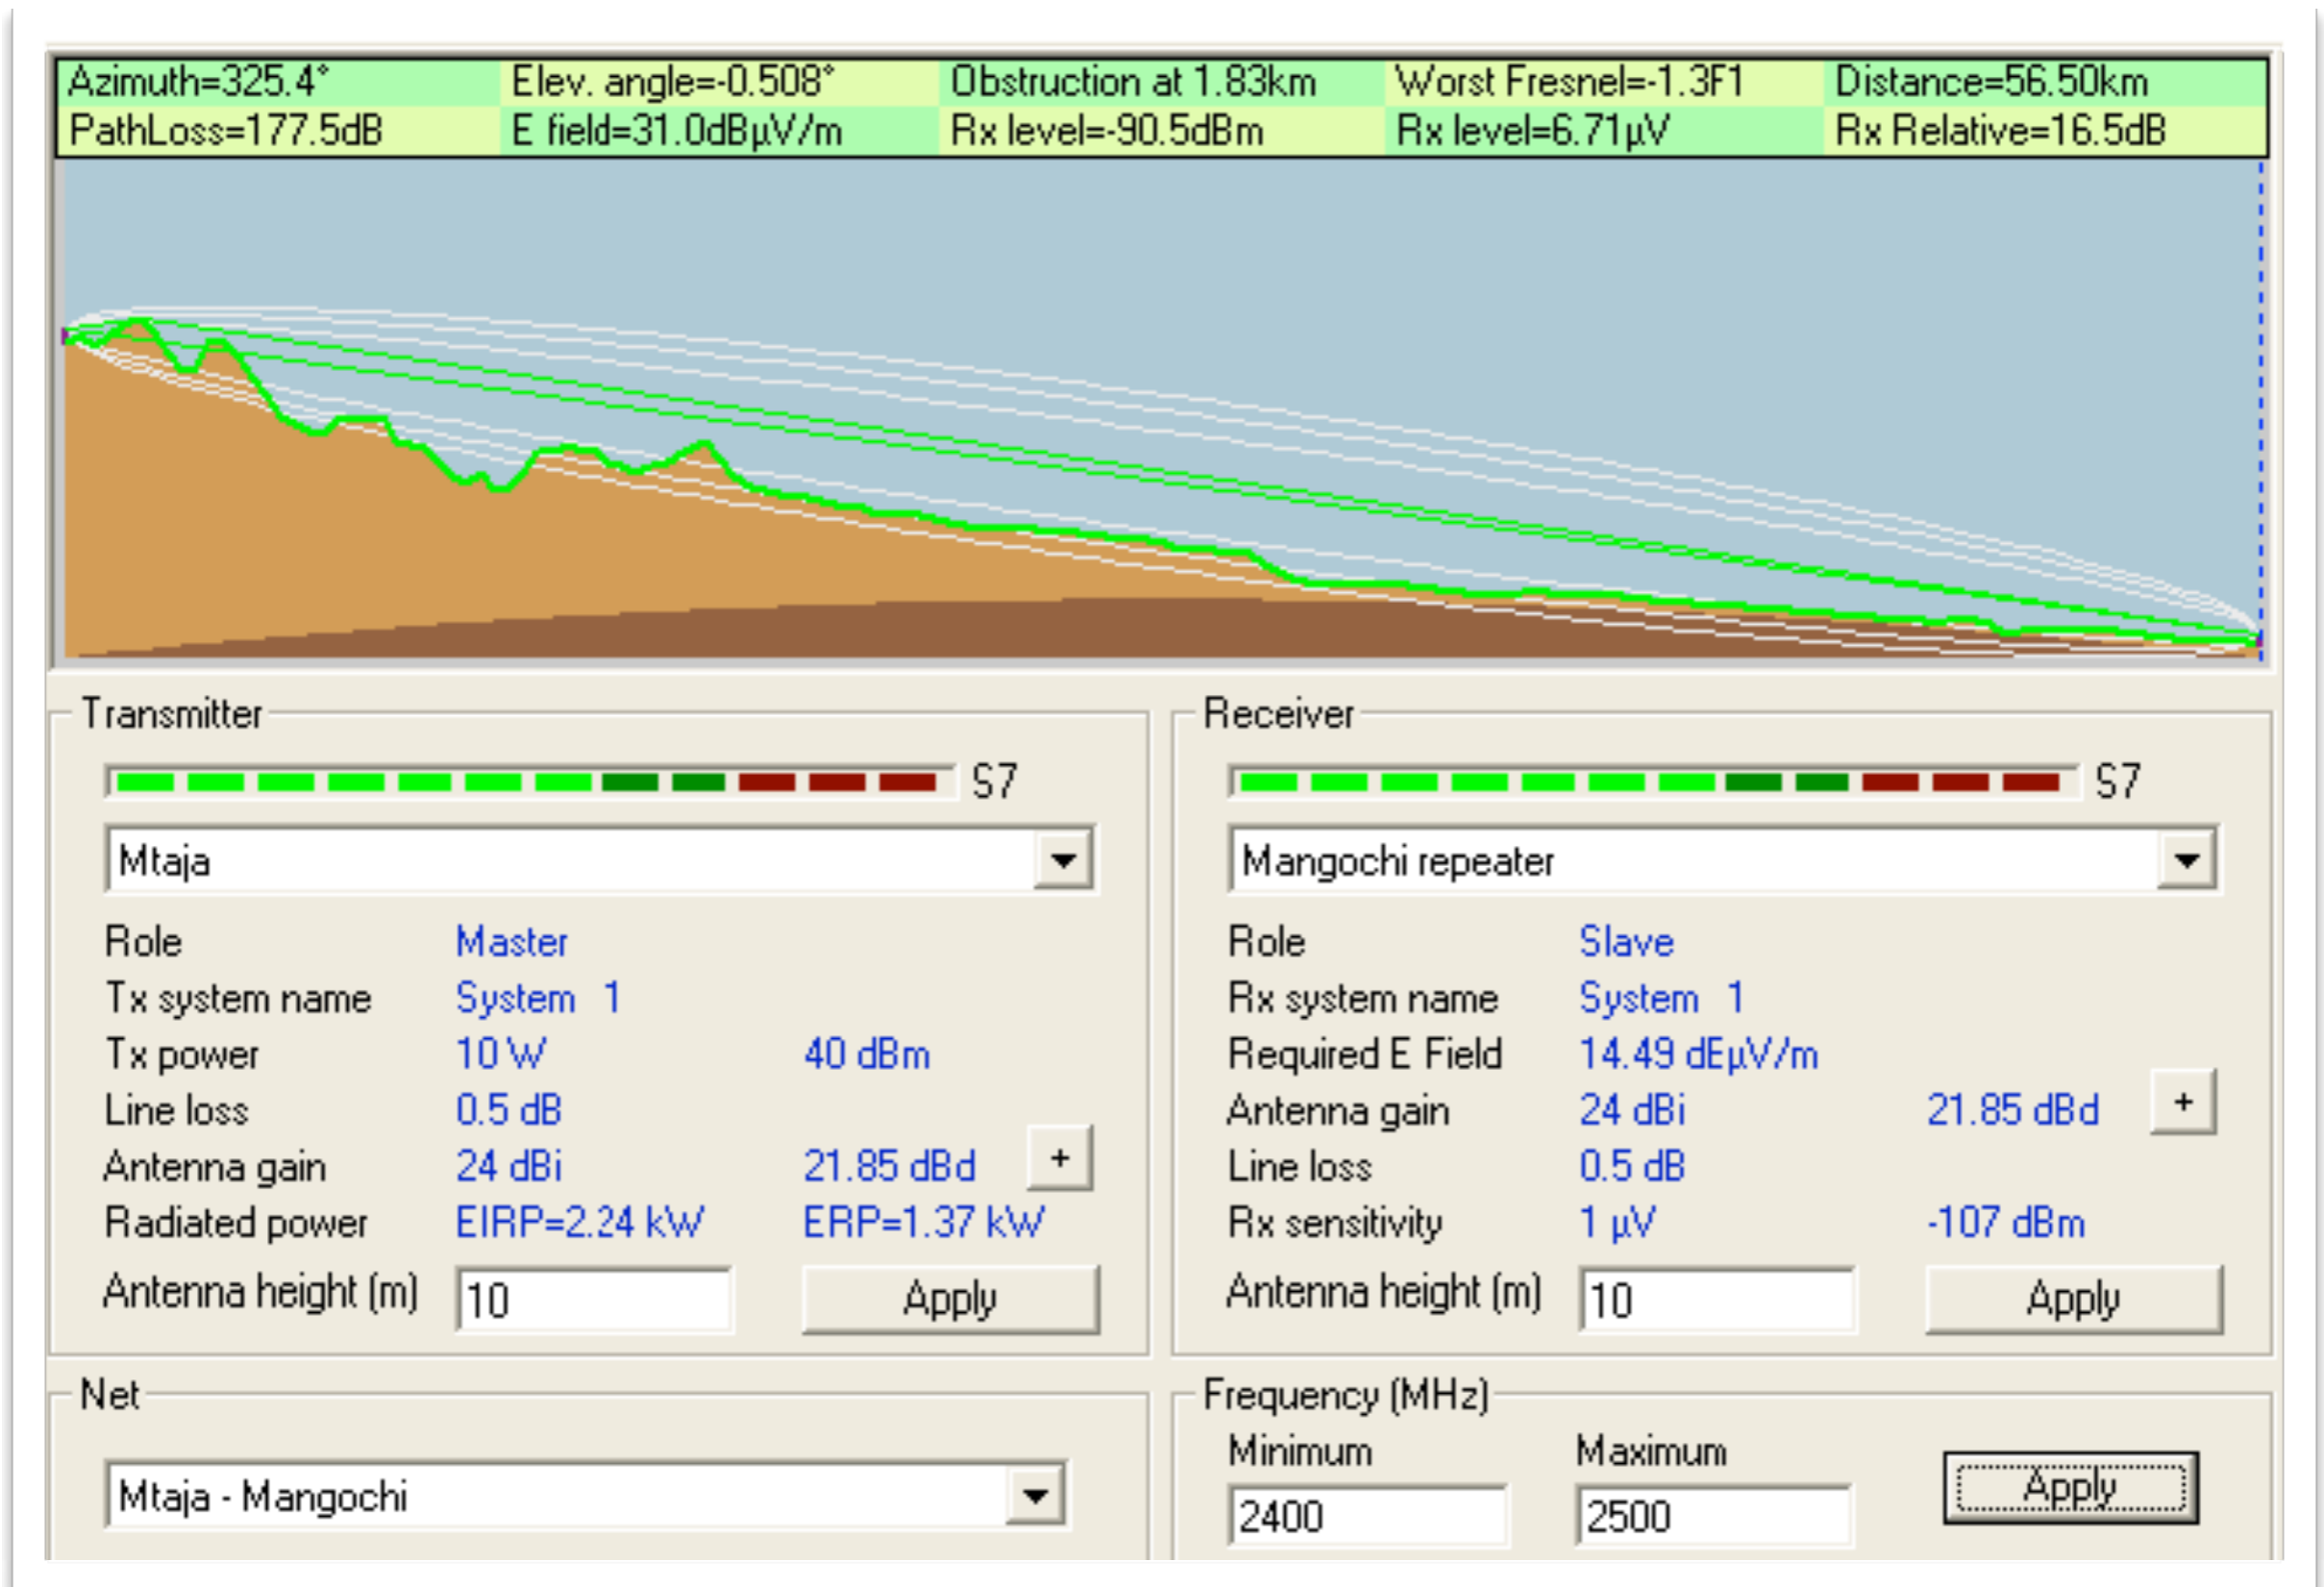 Azimuth=325.4° Elev. angle=-0.508° Obstruction at 1.83km Worst Fresnel=-1.3F1 Distance=56.50km
PathLoss=177.5dB E field=31.0dBμV/m Rx level=-90.5dBm Rx level=6.71μV Rx Relative=16.5dB
Transmitter
S7
Mtaja
Role Master
Tx system name System 1
Tx power 10 W 40 dBm
Line loss 0.5 dB
Antenna gain 24 dBi 21.85 dBd +
Radiated power EIRP=2.24 kW ERP=1.37 kW
Antenna height (m) 10 Apply
Receiver
S7
Mangochi repeater
Role Slave
Rx system name System 1
Required E Field 14.49 dEμV/m
Antenna gain 24 dBi 21.85 dBd +
Line loss 0.5 dB
Rx sensitivity 1 μV -107 dBm
Antenna height (m) 10 Apply
Net
Mtaja - Mangochi
Frequency (MHz)
Minimum Maximum
2400 2500 Apply